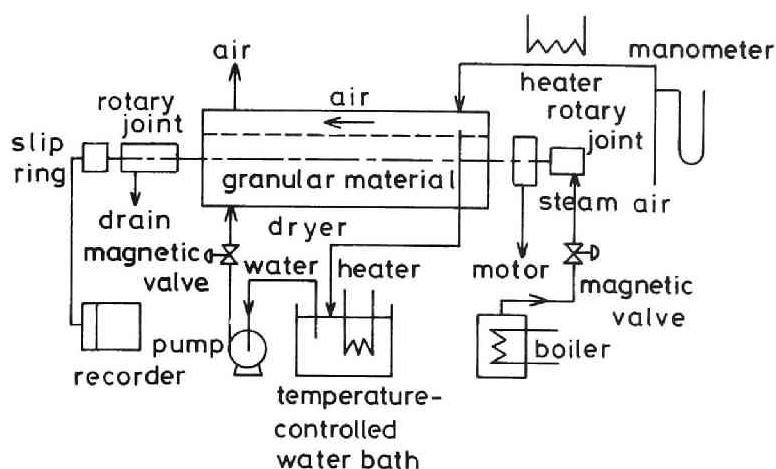 air
air
heater
manometer
rotary
joint
rotary
joint
slip
ring
granular material
drain
dryer
steam air
magnetic
valve
water
heater
motor
magnetic
valve
pump
boiler
recorder
temperature-
controlled
water bath